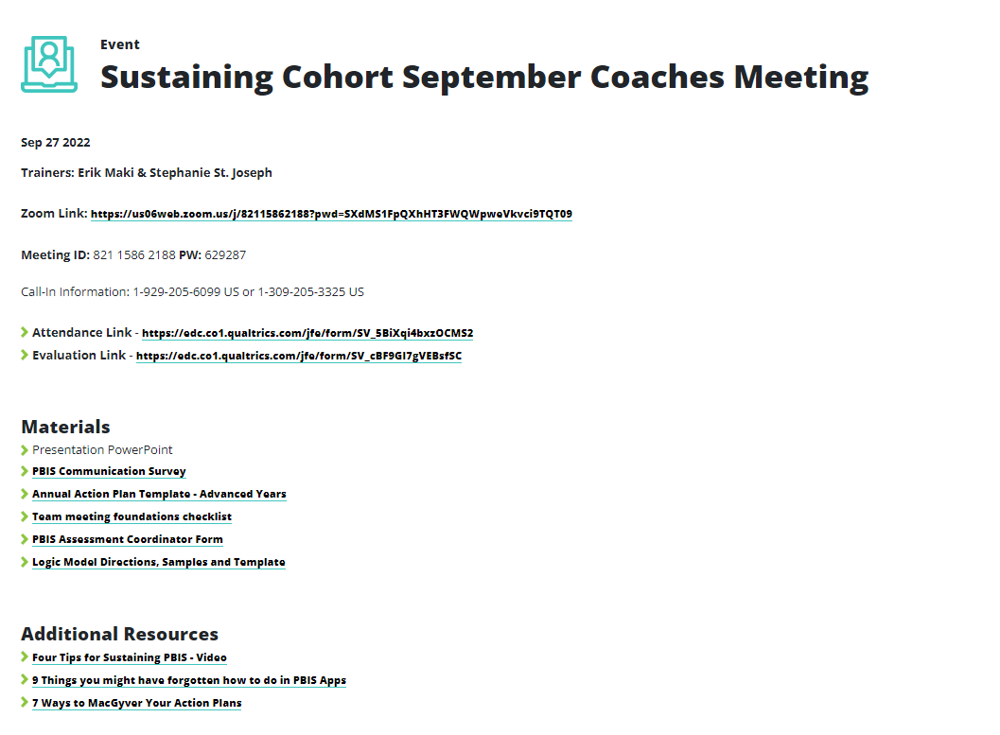 Event
Sustaining Cohort September Coaches Meeting
Sep 27 2022
Trainers: Erik Maki & Stephanie St. Joseph
Zoom Link: https://us06web.zoom.us/j/82115862188?pwd=SXdMS1FpQXhHT3FWQWpweVkvci9TQT09
Meeting ID: 821 1586 2188 PW: 629287
Call-In Information: 1-929-205-6099 US or 1-309-205-3325 US
Attendance Link - https://edc.co1.qualtrics.com/jfe/form/SV_5BiXqi4bxzOCMS2
Evaluation Link - https://edc.co1.qualtrics.com/jfe/form/SV_cBF9GI7gVEBsfSC
Materials
Presentation PowerPoint
PBIS Communication Survey
Annual Action Plan Template - Advanced Years
Team meeting foundations checklist
PBIS Assessment Coordinator Form
Logic Model Directions, Samples and Template
Additional Resources
Four Tips for Sustaining PBIS - Video
9 Things you might have forgotten how to do in PBIS Apps
7 Ways to MacGyver Your Action Plans